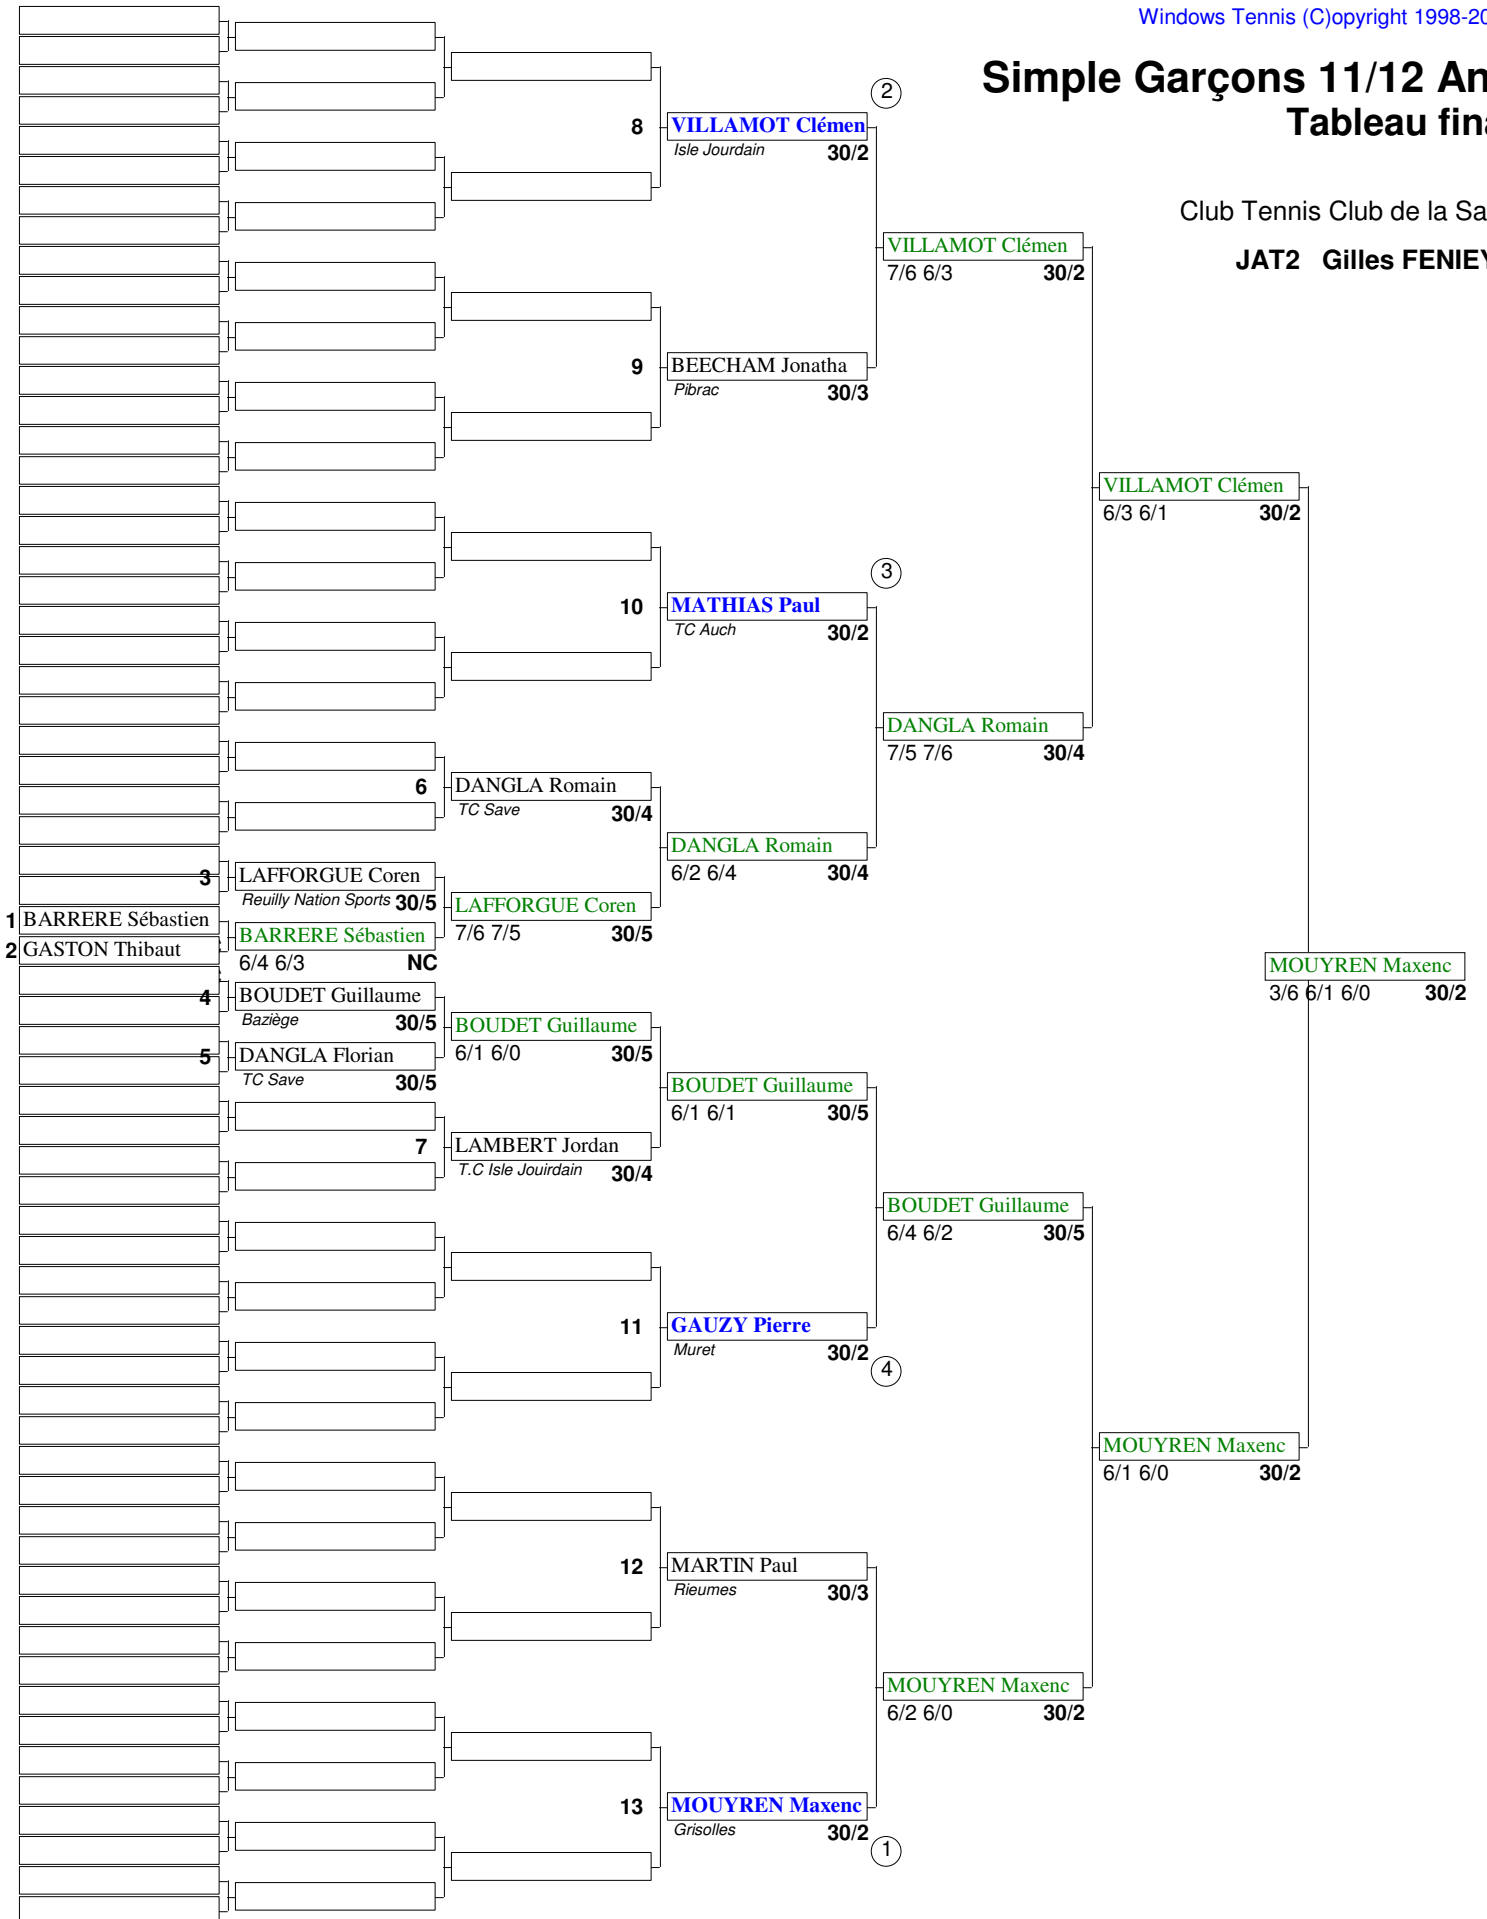 Windows Tennis (C)opyright 1998-20
Simple Garçons 11/12 An
Tableau fina
Club Tennis Club de la Sa
JAT2 Gilles FENIEY
2
8 VILLAMOT Clémen
Isle Jourdain 30/2
VILLAMOT Clémen
7/6 6/3 30/2
9 BEECHAM Jonatha
Pibrac 30/3
VILLAMOT Clémen
6/3 6/1 30/2
3
10 MATHIAS Paul
TC Auch 30/2
DANGLA Romain
7/5 7/6 30/4
6 DANGLA Romain
TC Save 30/4
DANGLA Romain
6/2 6/4 30/4
3 LAFFORGUE Coren
Reuilly Nation Sports 30/5
LAFFORGUE Coren
7/6 7/5 30/5
1 BARRERE Sébastien
2 GASTON Thibaut
BARRERE Sébastien
6/4 6/3 NC
MOUYREN Maxenc
3/6 6/1 6/0 30/2
4 BOUDET Guillaume
Baziège 30/5
BOUDET Guillaume
6/1 6/0 30/5
5 DANGLA Florian
TC Save 30/5
BOUDET Guillaume
6/1 6/1 30/5
7 LAMBERT Jordan
T.C Isle Jouirdain 30/4
BOUDET Guillaume
6/4 6/2 30/5
11 GAUZY Pierre
Muret 30/2
4
MOUYREN Maxenc
6/1 6/0 30/2
12 MARTIN Paul
Rieumes 30/3
MOUYREN Maxenc
6/2 6/0 30/2
13 MOUYREN Maxenc
Grisolles 30/2
1